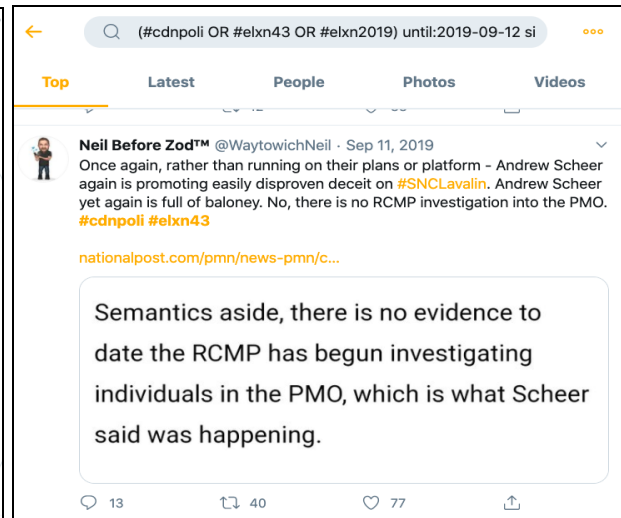 (#cdnpoli OR #elxn43 OR #elxn2019) until:2019-09-12 si
Top Latest People Photos Videos
Neil Before Zod™ @WaytowichNeil · Sep 11, 2019
Once again, rather than running on their plans or platform - Andrew Scheer
again is promoting easily disproven deceit on #SNCLavalin. Andrew Scheer
yet again is full of baloney. No, there is no RCMP investigation into the PMO.
#cdnpoli #elxn43
nationalpost.com/pmn/news-pmn/c...
Semantics aside, there is no evidence to
date the RCMP has begun investigating
individuals in the PMO, which is what Scheer
said was happening.
13 40 77